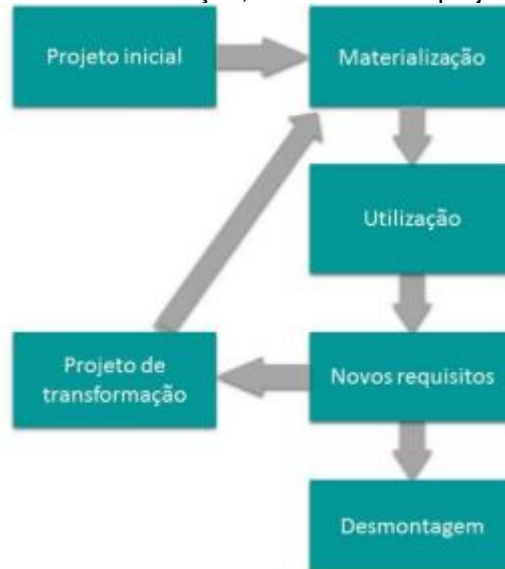 Projeto inicial
Materialização
Utilização
Projeto de
transformação
Novos requisitos
Desmontagem